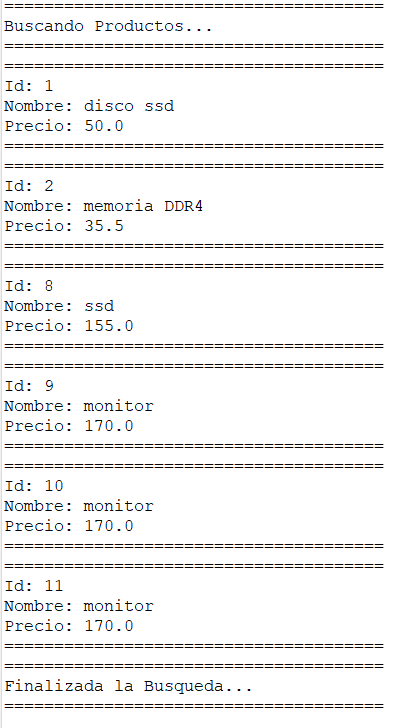 ======================================
Buscando Productos...
======================================
======================================
Id: 1
Nombre: disco ssd
Precio: 50.0
======================================
======================================
Id: 2
Nombre: memoria DDR4
Precio: 35.5
======================================
======================================
Id: 8
Nombre: ssd
Precio: 155.0
======================================
======================================
Id: 9
Nombre: monitor
Precio: 170.0
======================================
======================================
Id: 10
Nombre: monitor
Precio: 170.0
======================================
======================================
Id: 11
Nombre: monitor
Precio: 170.0
======================================
======================================
Finalizada la Busqueda...
======================================